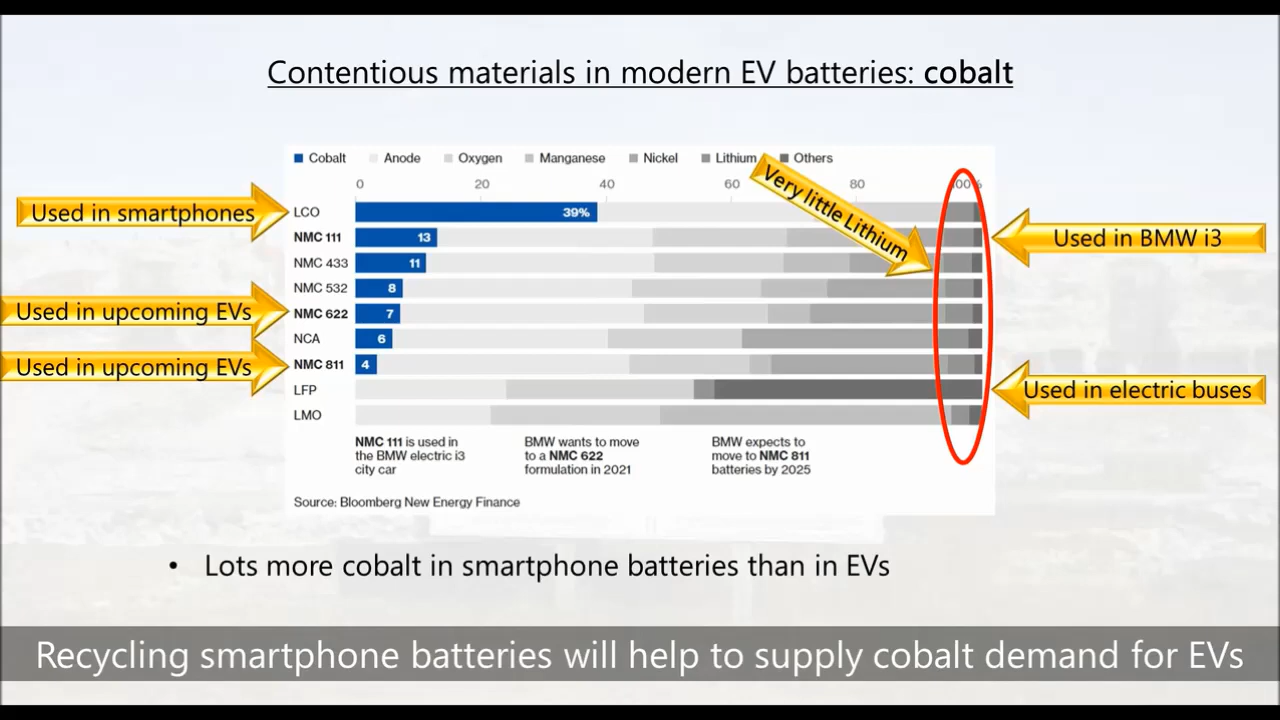 Contentious materials in modern EV batteries: cobalt
Cobalt Anode Oxygen Manganese Nickel Lithium Others
0 20 40 60 80 100%
Very little Lithium
Used in smartphones
LCO 39%
NMC 111 13
Used in BMW i3
NMC 433 11
NMC 532 8
Used in upcoming EVs
NMC 622 7
NCA 6
Used in upcoming EVs
NMC 811 4
LFP
Used in electric buses
LMO
NMC 111 is used in
the BMW electric i3
city car
BMW wants to move
to a NMC 622
formulation in 2021
BMW expects to
move to NMC 811
batteries by 2025
Source: Bloomberg New Energy Finance
• Lots more cobalt in smartphone batteries than in EVs
Recycling smartphone batteries will help to supply cobalt demand for EVs